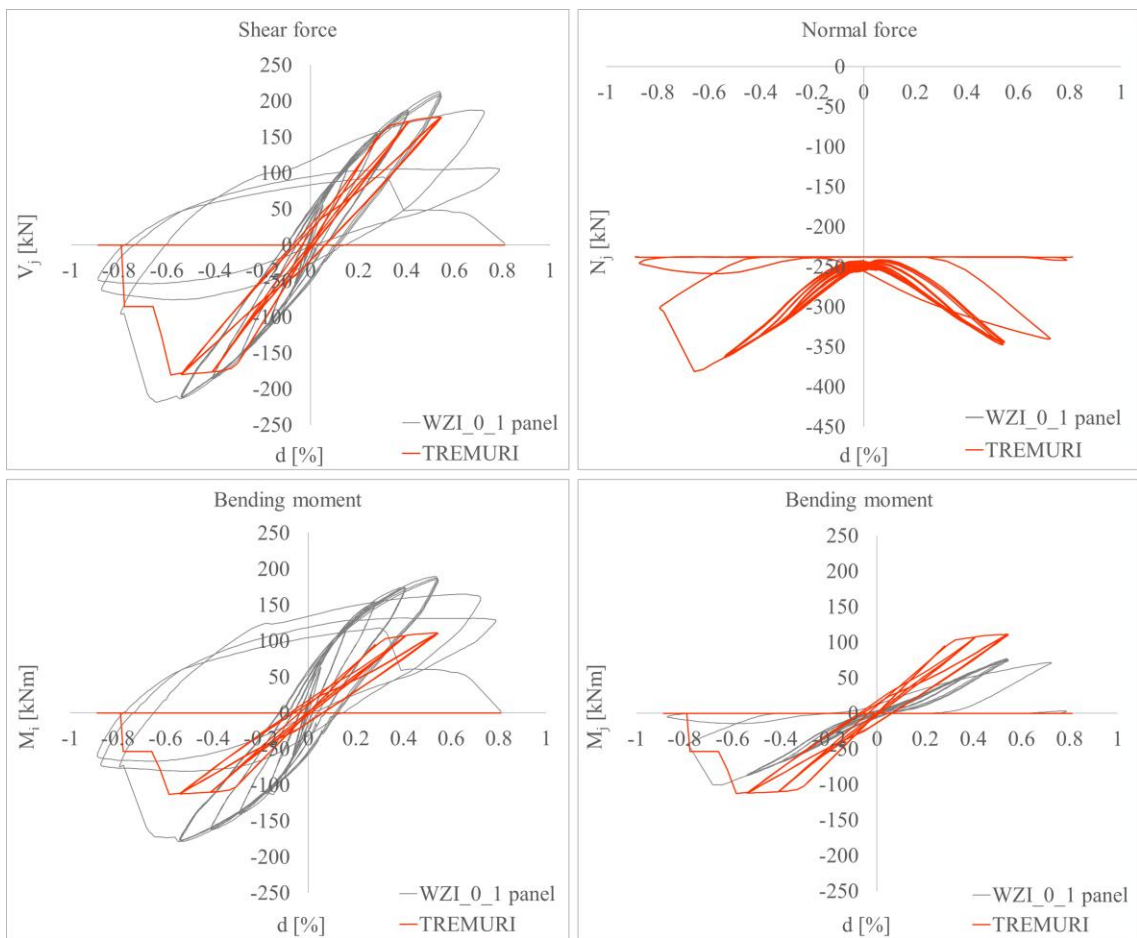 Shear force
250
200
150
100
50
0
-50
-100
-150
-200
-250
-1 -0.8 -0.6 -0.4 -0.2 0 0.2 0.4 0.6 0.8 1
V_j [kN]
WZI_0_1 panel
TREMURI
d [%]
Normal force
0
-50
-100
-150
-200
-250
-300
-350
-400
-450
-1 -0.8 -0.6 -0.4 -0.2 0 0.2 0.4 0.6 0.8 1
N_j [kN]
WZI_0_1 panel
TREMURI
d [%]
Bending moment
250
200
150
100
50
0
-50
-100
-150
-200
-250
-1 -0.8 -0.6 -0.4 -0.2 0 0.2 0.4 0.6 0.8 1
M_i [kNm]
WZI_0_1 panel
TREMURI
d [%]
Bending moment
250
200
150
100
50
0
-50
-100
-150
-200
-250
-1 -0.8 -0.6 -0.4 -0.2 0 0.2 0.4 0.6 0.8 1
M_j [kNm]
WZI_0_1 panel
TREMURI
d [%]